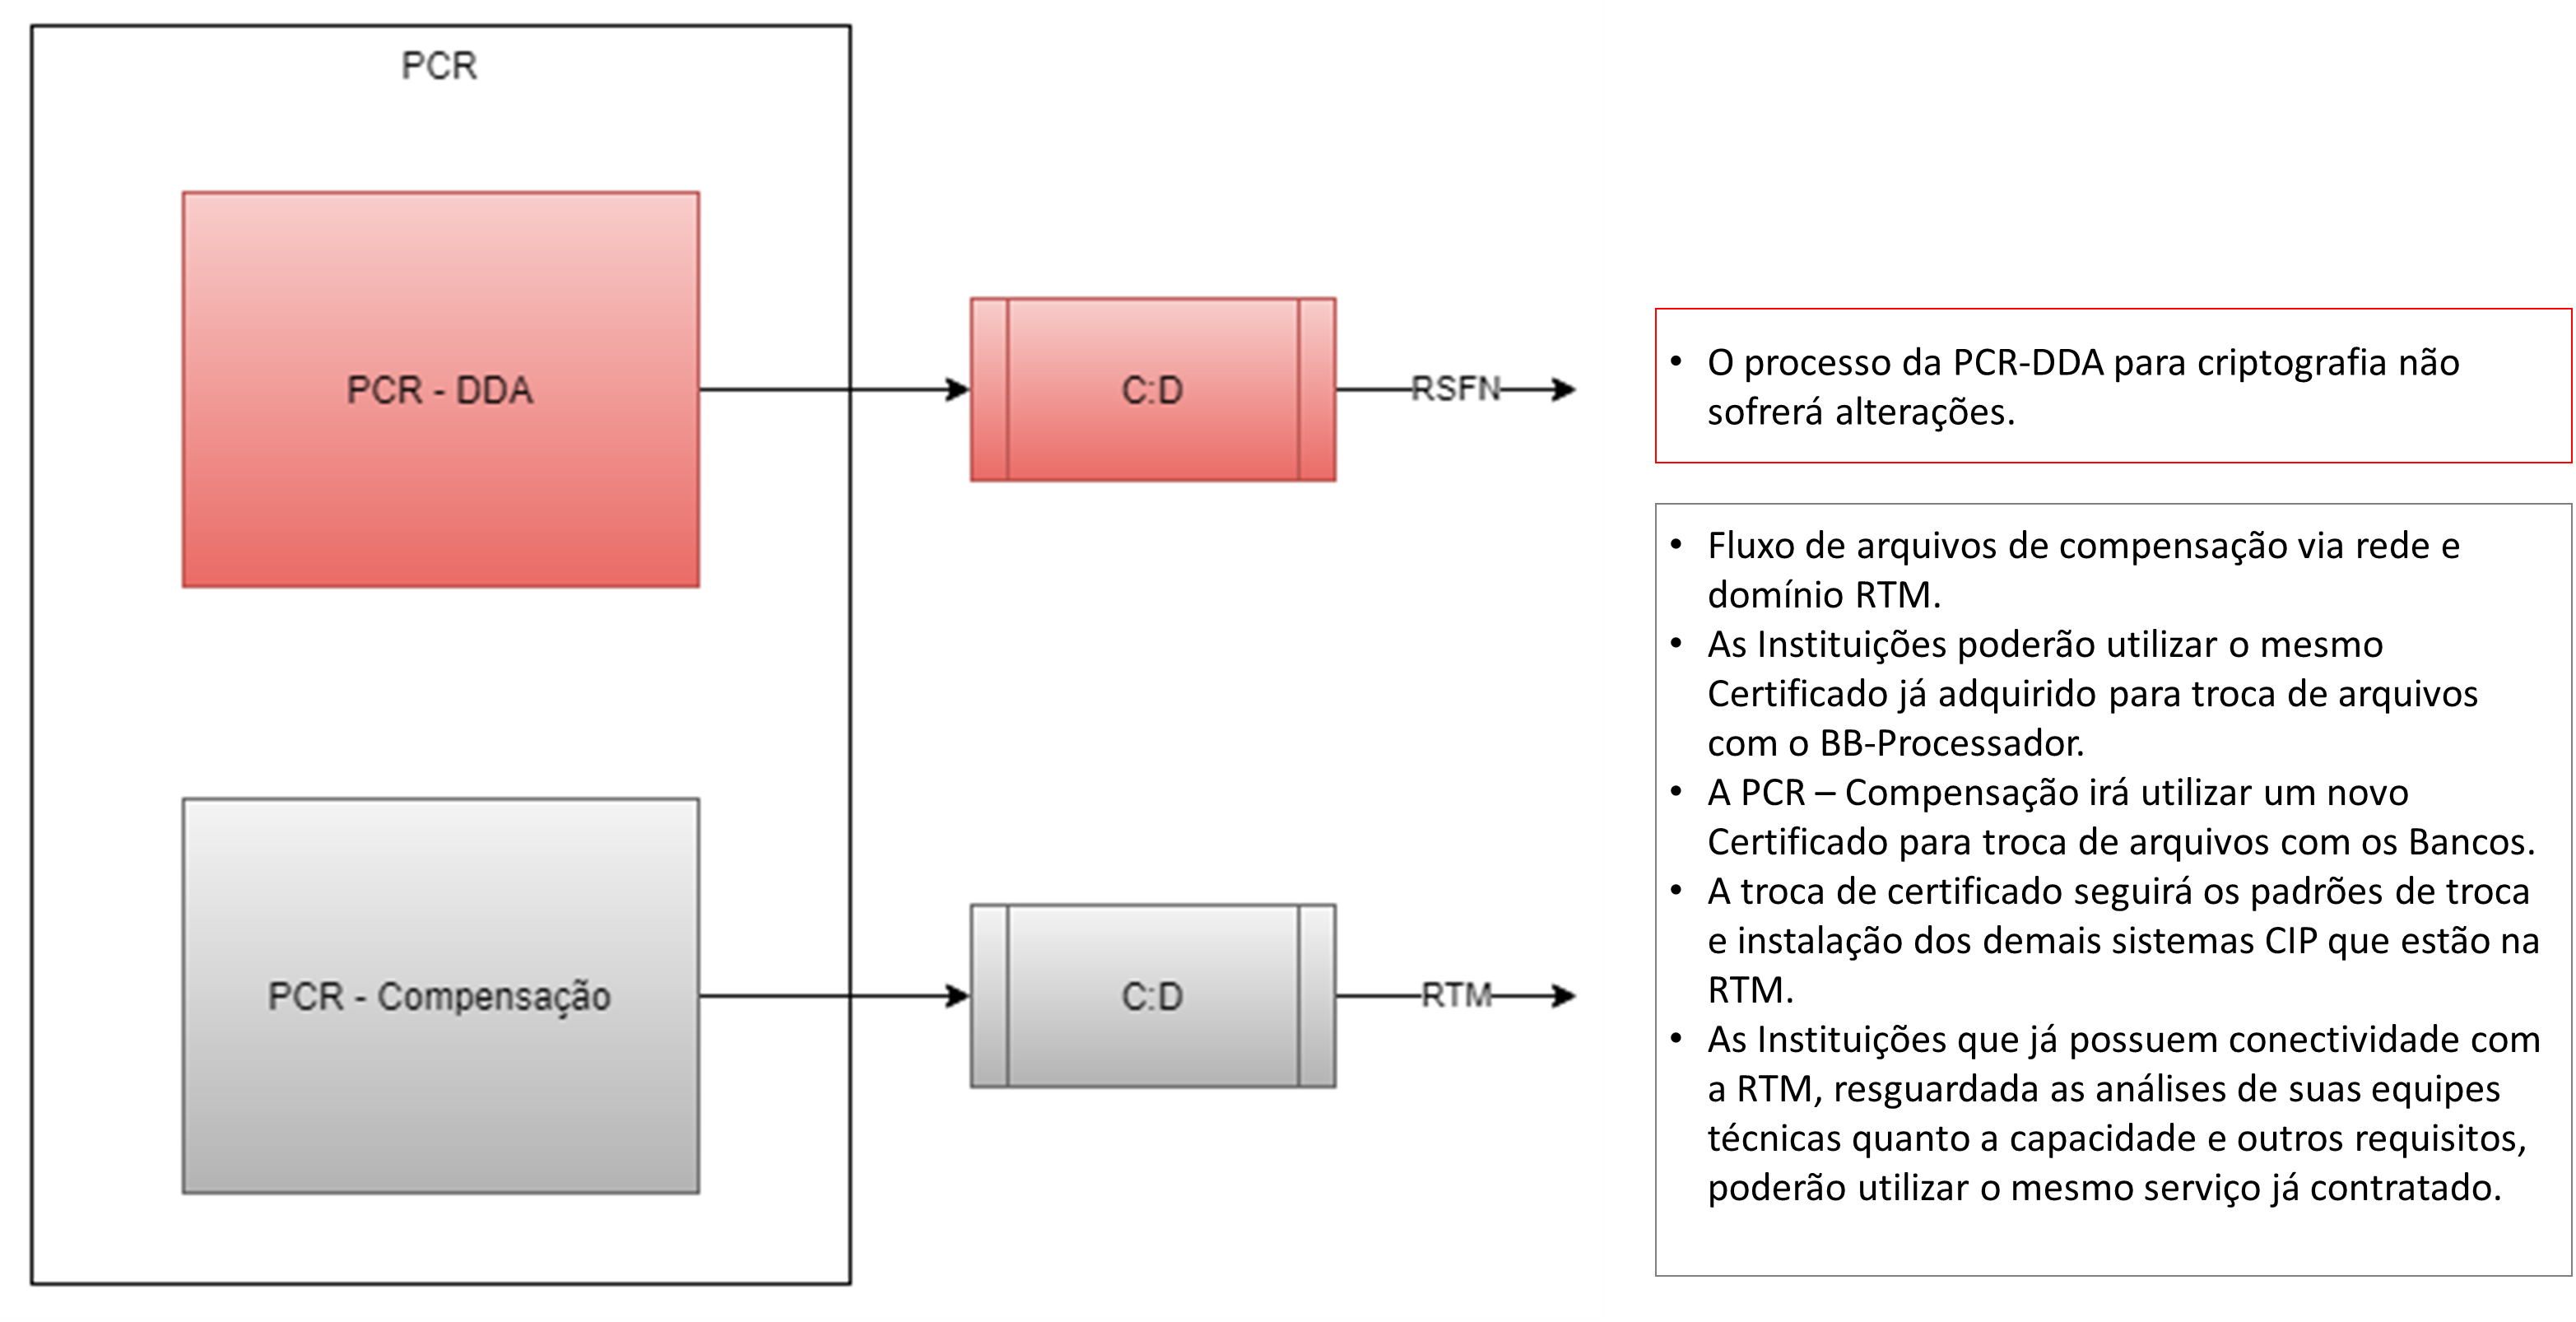 PCR
PCR - DDA
C:D
RSFN
• O processo da PCR-DDA para criptografia não
sofrerá alterações.
PCR - Compensação
C:D
RTM
• Fluxo de arquivos de compensação via rede e
domínio RTM.
• As Instituições poderão utilizar o mesmo
Certificado já adquirido para troca de arquivos
com o BB-Processador.
• A PCR – Compensação irá utilizar um novo
Certificado para troca de arquivos com os Bancos.
• A troca de certificado seguirá os padrões de troca
e instalação dos demais sistemas CIP que estão na
RTM.
• As Instituições que já possuem conectividade com
a RTM, resguardada as análises de suas equipes
técnicas quanto a capacidade e outros requisitos,
poderão utilizar o mesmo serviço já contratado.